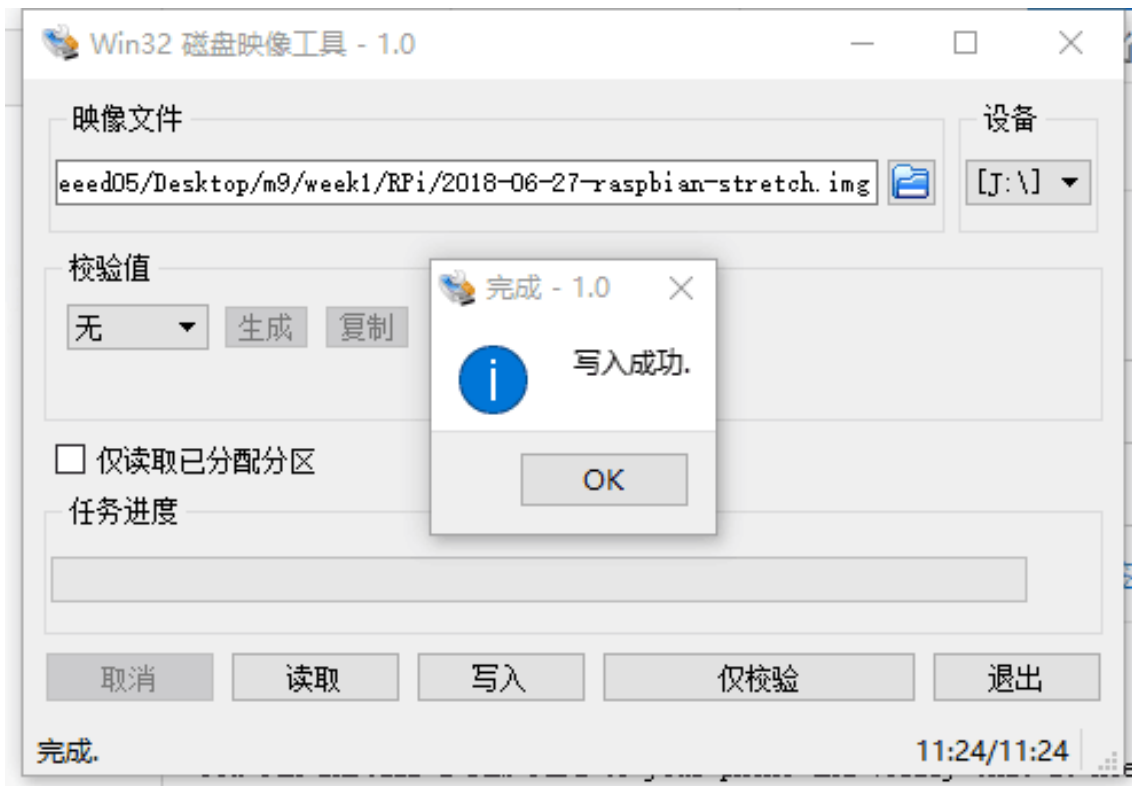 Win32 磁盘映像工具 - 1.0
映像文件
设备
eeed05/Desktop/m9/week1/RPi/2018-06-27-raspbian-stretch.img
[J:\]
校验值
无
生成
复制
完成 - 1.0
写入成功.
OK
仅读取已分配分区
任务进度
取消
读取
写入
仅校验
退出
完成.
11:24/11:24